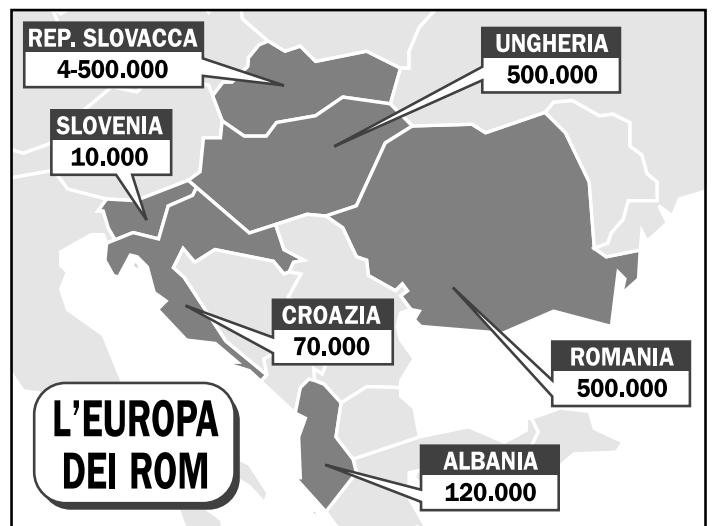 REP. SLOVACCA
4-500.000
UNGHERIA
500.000
SLOVENIA
10.000
CROAZIA
70.000
ROMANIA
500.000
L'EUROPA
DEI ROM
ALBANIA
120.000